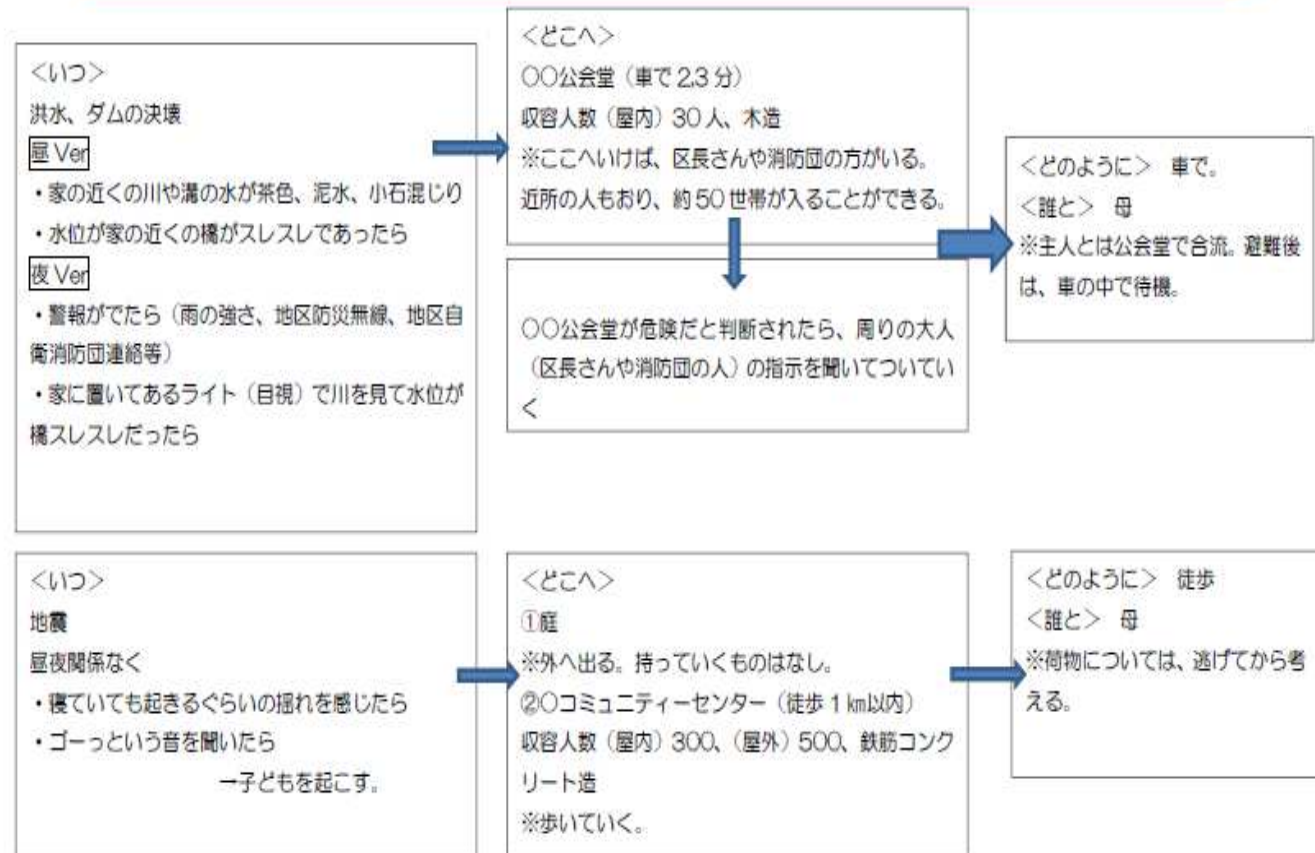 <いつ>
洪水、ダムの決壊
昼 Ver
・家の近くの川や溝の水が茶色、泥水、小石混じり
・水位が家の近くの橋がスレスレであったら
夜 Ver
・警報がでたら（雨の強さ、地区防災無線、地区自
衛消防団連絡等）
・家に置いてあるライト（目視）で川を見て水位が
橋スレスレだったら
<どこへ>
〇〇公会堂（車で 2,3 分）
収容人数（屋内）30 人、木造
※ここへいけば、区長さんや消防団の方がいる。
近所の人もおり、約 50 世帯が入ることができる。
〇〇公会堂が危険だと判断されたら、周りの大人
（区長さんや消防団の人）の指示を聞いてついてい
く
<どのように> 車で。
<誰と> 母
※主人とは公会堂で合流。避難後
は、車の中で待機。
<いつ>
地震
昼夜関係なく
・寝ていても起きるぐらいの揺れを感じたら
・ゴーっという音を聞いたら
→子どもを起こす。
<どこへ>
①庭
※外へ出る。持っていくものはなし。
②〇コミュニティーセンター（徒歩 1 km以内）
収容人数（屋内）300、（屋外）500、鉄筋コンク
リート造
※歩いていく。
<どのように> 徒歩
<誰と> 母
※荷物については、逃げてから考
える。